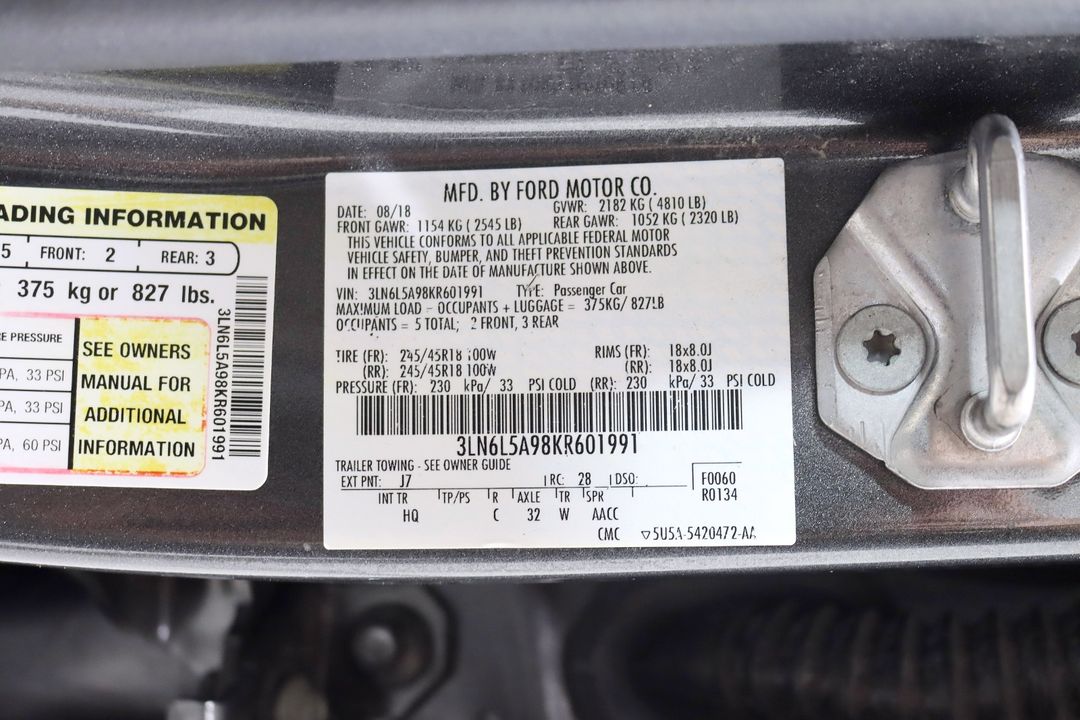 ADING INFORMATION
5 FRONT: 2 REAR: 3
375 kg or 827 lbs.
E PRESSURE
PA, 33 PSI
PA, 33 PSI
PA, 60 PSI
SEE OWNERS
MANUAL FOR
ADDITIONAL
INFORMATION
3LN6L5A98KR601991
MFD. BY FORD MOTOR CO.
DATE: 08/18 GVWR: 2182 KG ( 4810 LB)
FRONT GAWR: 1154 KG ( 2545 LB) REAR GAWR: 1052 KG ( 2320 LB)
THIS VEHICLE CONFORMS TO ALL APPLICABLE FEDERAL MOTOR
VEHICLE SAFETY, BUMPER, AND THEFT PREVENTION STANDARDS
IN EFFECT ON THE DATE OF MANUFACTURE SHOWN ABOVE.
VIN: 3LN6L5A98KR601991 TYPE: Passenger Car
MAXIMUM LOAD = OCCUPANTS + LUGGAGE = 375KG/ 827LB
OCCUPANTS = 5 TOTAL; 2 FRONT, 3 REAR
TIRE (FR): 245/45R18 100W RIMS (FR): 18x8.0J
(RR): 245/45R18 100W (RR): 18x8.0J
PRESSURE (FR): 230 kPa/ 33 PSI COLD (RR): 230 kPa/ 33 PSI COLD
3LN6L5A98KR601991
TRAILER TOWING - SEE OWNER GUIDE
EXT PNT: J7 RC: 28 DSO: F0060
R0134
INT TR TP/PS R AXLE TR SPR
HQ C 32 W AACC
CMC ▽5U5A-5420472-AA